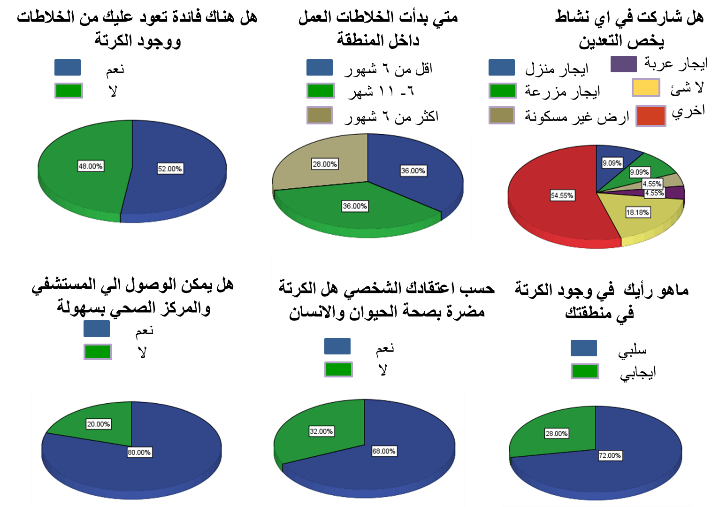 هل شاركت في اي نشاط
يخص التعدين
ايجار منزل
ايجار عربة
ايجار مزرعة
لا شئ
ارض غير مسكونة
اخري
9.09%
9.09%
4.55%
4.55%
18.18%
54.55%
متي بدأت الخلاطات العمل
داخل المنطقة
اقل من ٦ شهور
٦- ١١ شهر
اكثر من ٦ شهور
28.00%
36.00%
36.00%
هل هناك فائدة تعود عليك من الخلاطات
ووجود الكرتة
نعم
لا
48.00%
52.00%
ماهو رأيك في وجود الكرتة
في منطقتك
سلبي
ايجابي
28.00%
72.00%
حسب اعتقادك الشخصي هل الكرتة
مضرة بصحة الحيوان والانسان
نعم
لا
32.00%
68.00%
هل يمكن الوصول الي المستشفي
والمركز الصحي بسهولة
نعم
لا
20.00%
80.00%